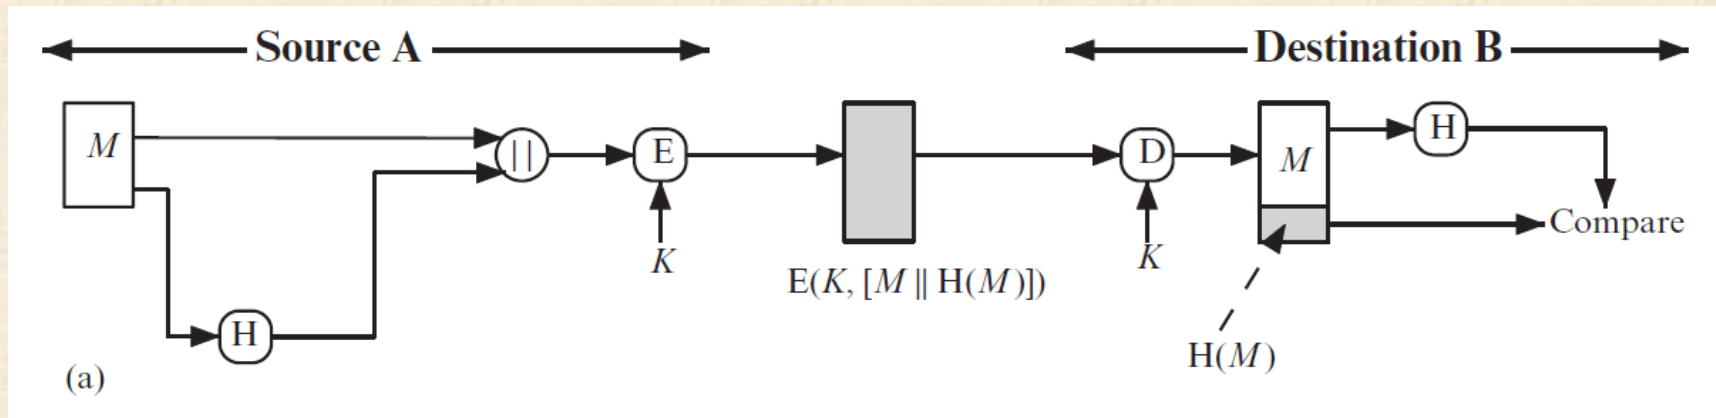 Source A
Destination B
M
||
E
D
M
H
Compare
K
K
E(K, [M || H(M)])
H
H(M)
(a)